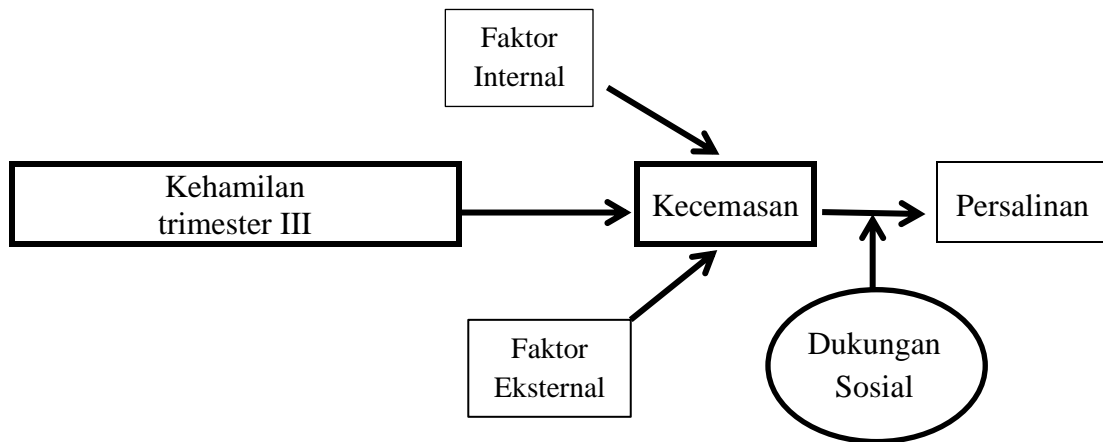 Faktor
Internal
Kehamilan
trimester III
Kecemasan
Persalinan
Faktor
Eksternal
Dukungan
Sosial